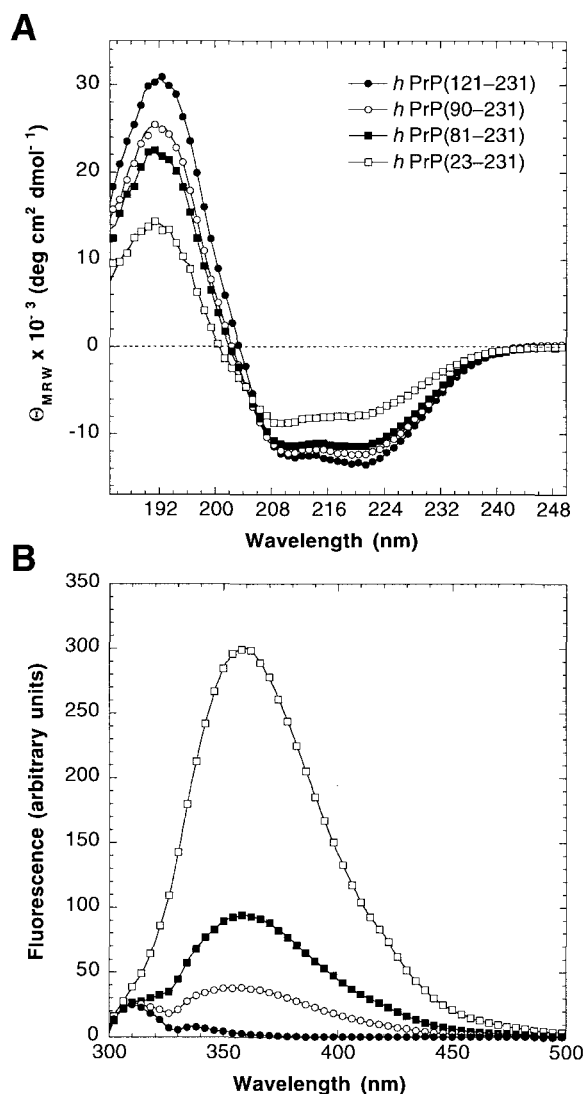 A
ΘMRW x 10-3 (deg cm2 dmol-1)
30
20
10
0
-10
h PrP(121–231)
h PrP(90–231)
h PrP(81–231)
h PrP(23–231)
192 200 208 216 224 232 240 248
Wavelength (nm)
B
Fluorescence (arbitrary units)
350
300
250
200
150
100
50
0
300 350 400 450 500
Wavelength (nm)